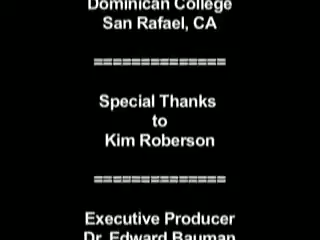 Dominican College
San Rafael, CA
==============
Special Thanks
to
Kim Roberson
==============
Executive Producer
Dr. Edward Bauman